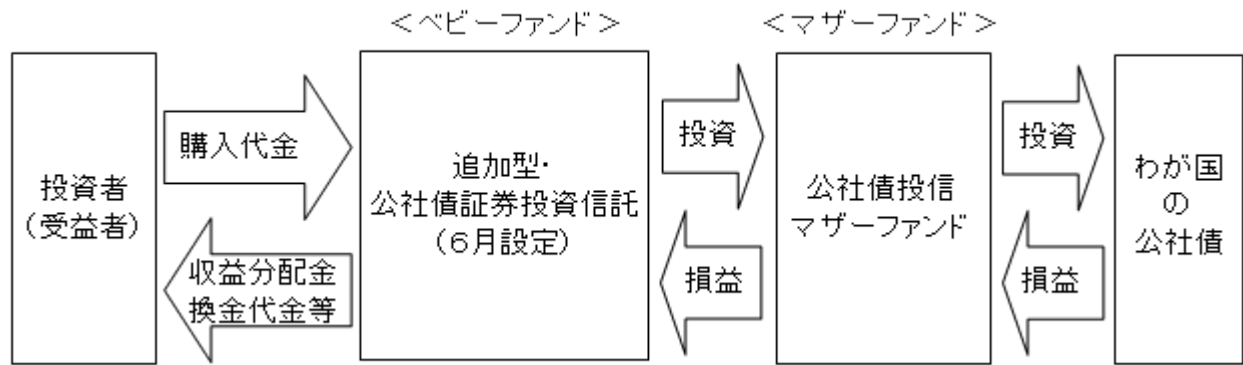 ＜ベビーファンド＞
＜マザーファンド＞
投資者
（受益者）
購入代金
収益分配金
換金代金等
追加型・
公社債証券投資信託
（６月設定）
投資
損益
公社債投信
マザーファンド
投資
損益
わが国
の
公社債